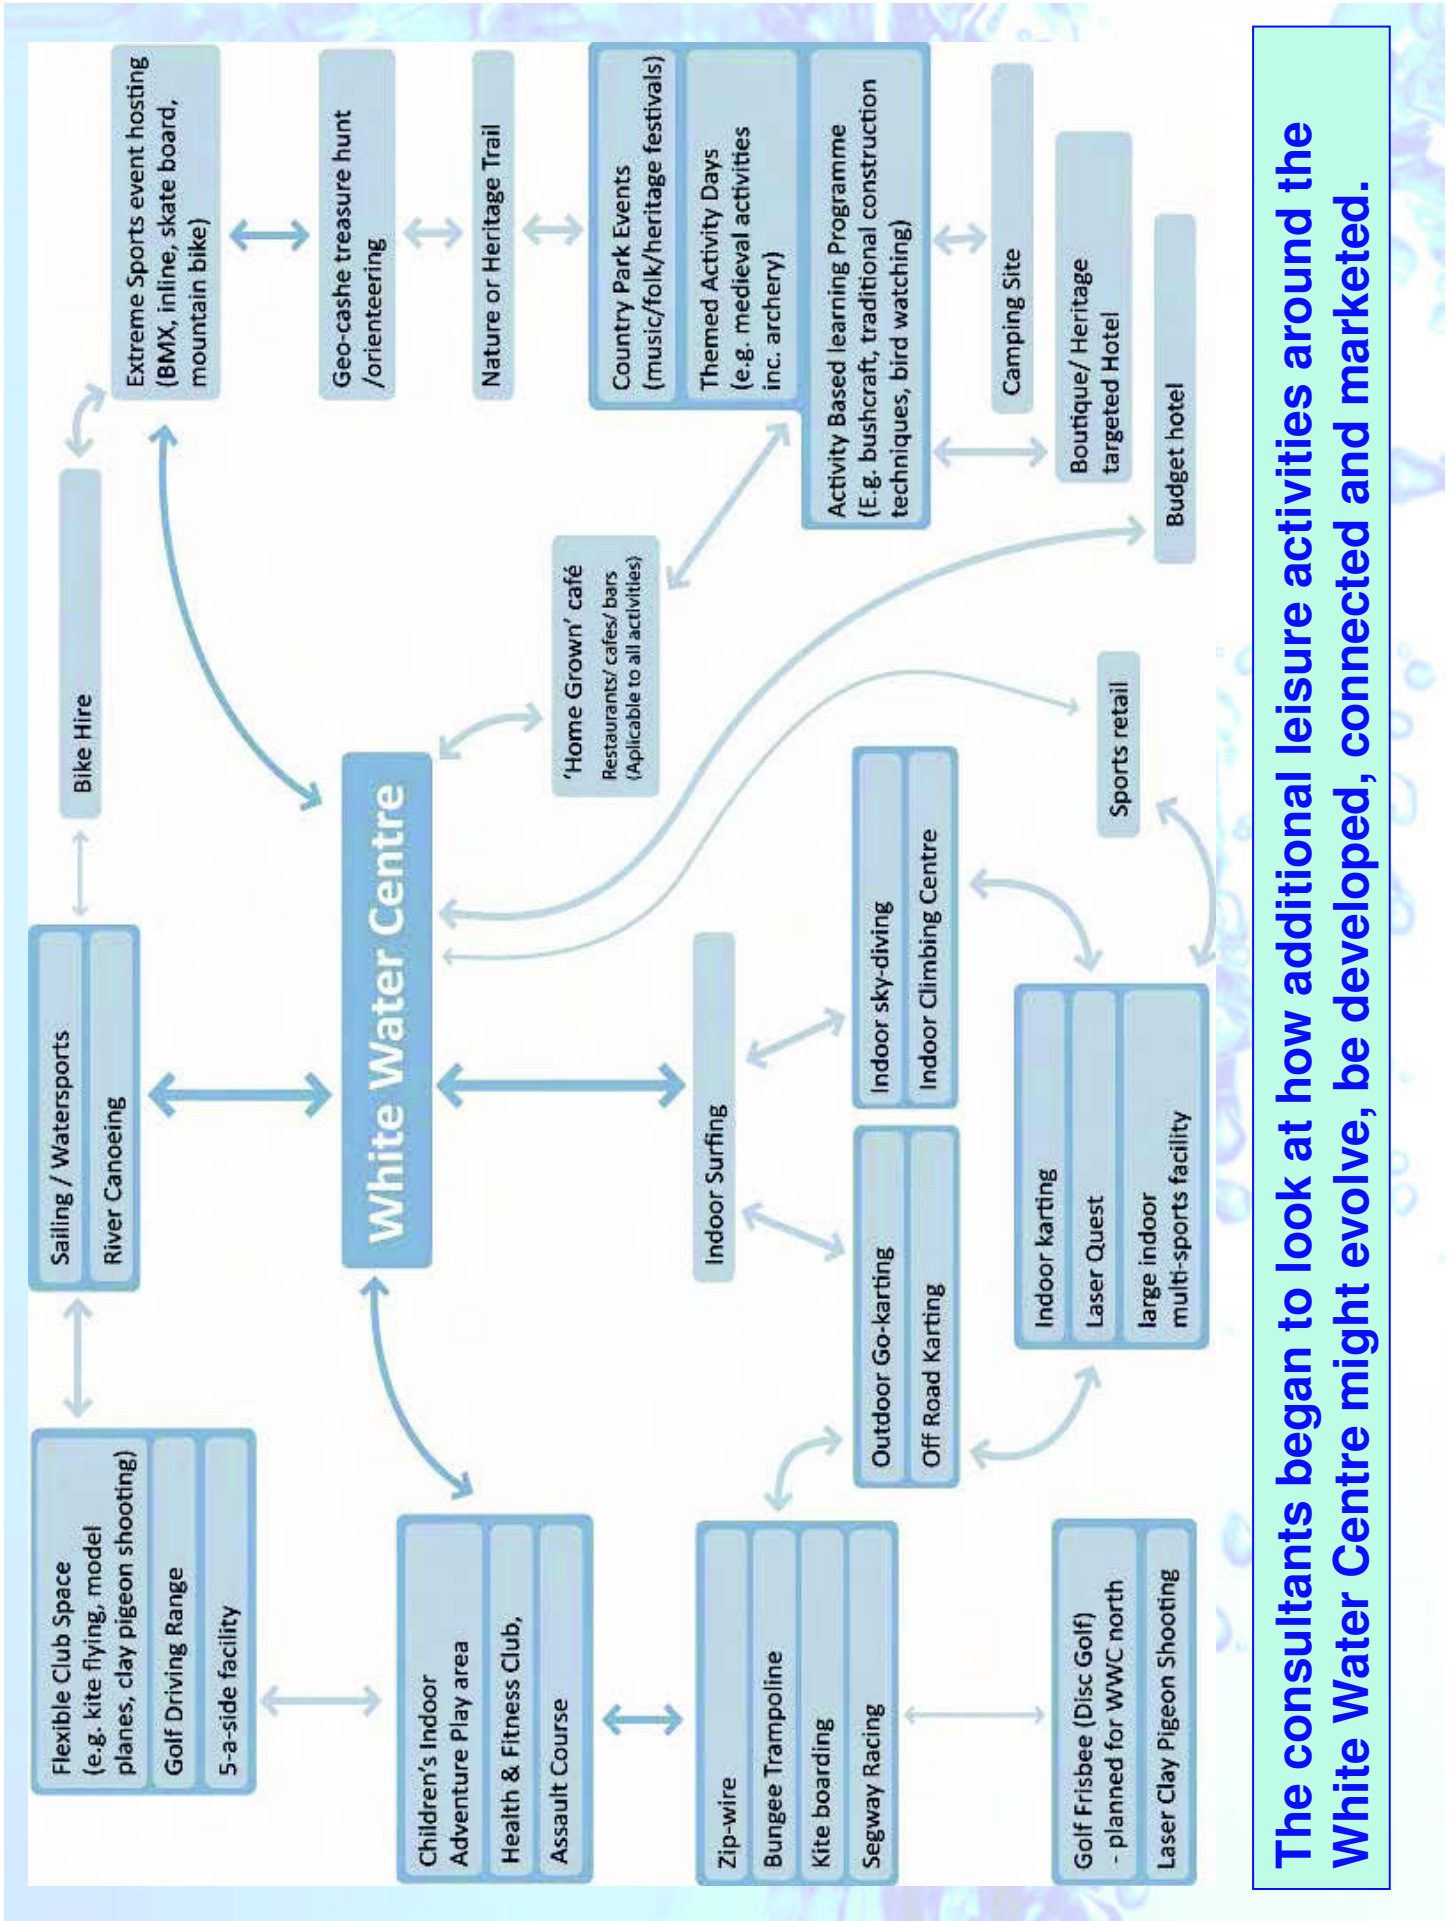 Flexible Club Space
(e.g. kite flying, model
planes, clay pigeon shooting)
Golf Driving Range
5-a-side facility
Sailing / Watersports
River Canoeing
Bike Hire
Extreme Sports event hosting
(BMX, inline, skate board,
mountain bike)
Geo-cashe treasure hunt
/orienteering
Nature or Heritage Trail
Children's Indoor
Adventure Play area
Health & Fitness Club,
Assault Course
White Water Centre
'Home Grown' café
Restaurants/ cafes/ bars
(Aplicable to all activities)
Country Park Events
(music/folk/heritage festivals)
Themed Activity Days
(e.g. medieval activities
inc. archery)
Activity Based learning Programme
(E.g. bushcraft, traditional construction
techniques, bird watching)
Zip-wire
Bungee Trampoline
Kite boarding
Segway Racing
Indoor Surfing
Outdoor Go-karting
Off Road Karting
Indoor sky-diving
Indoor Climbing Centre
Camping Site
Boutique/ Heritage
targeted Hotel
Budget hotel
Golf Frisbee (Disc Golf)
- planned for WWC north
Laser Clay Pigeon Shooting
Indoor karting
Laser Quest
large indoor
multi-sports facility
Sports retail
The consultants began to look at how additional leisure activities around the
White Water Centre might evolve, be developed, connected and marketed.